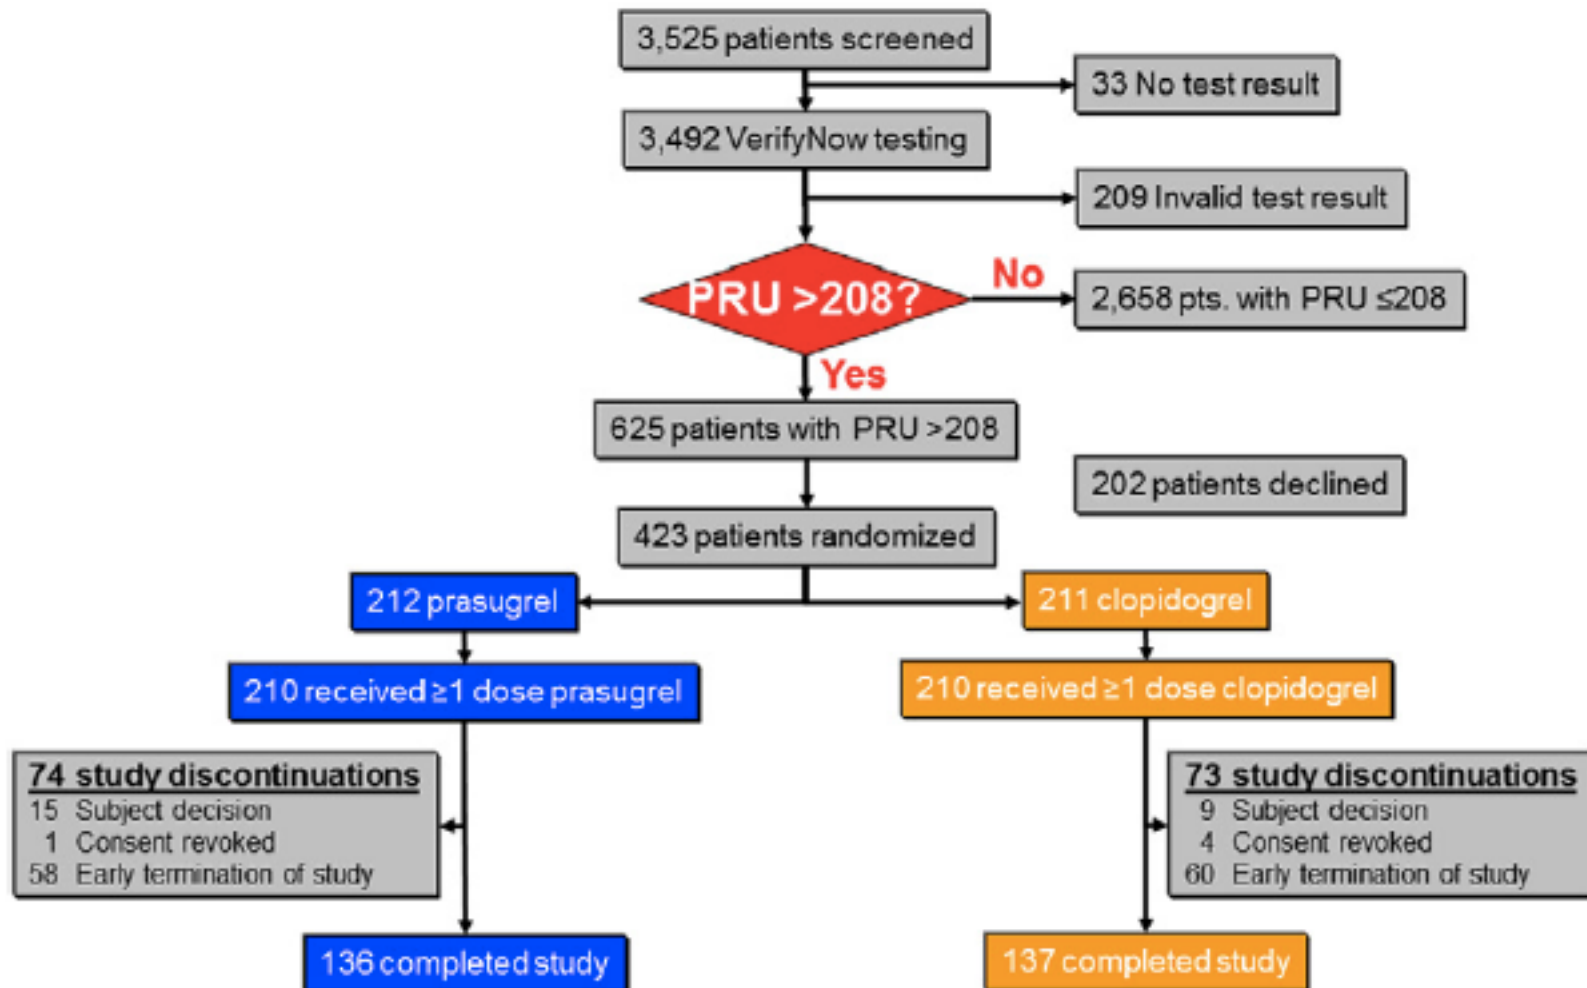 3,525 patients screened
33 No test result
3,492 VerifyNow testing
209 Invalid test result
PRU >208?
No
2,658 pts. with PRU ≤208
Yes
625 patients with PRU >208
202 patients declined
423 patients randomized
212 prasugrel
211 clopidogrel
210 received ≥1 dose prasugrel
210 received ≥1 dose clopidogrel
74 study discontinuations
15 Subject decision
1 Consent revoked
58 Early termination of study
73 study discontinuations
9 Subject decision
4 Consent revoked
60 Early termination of study
136 completed study
137 completed study